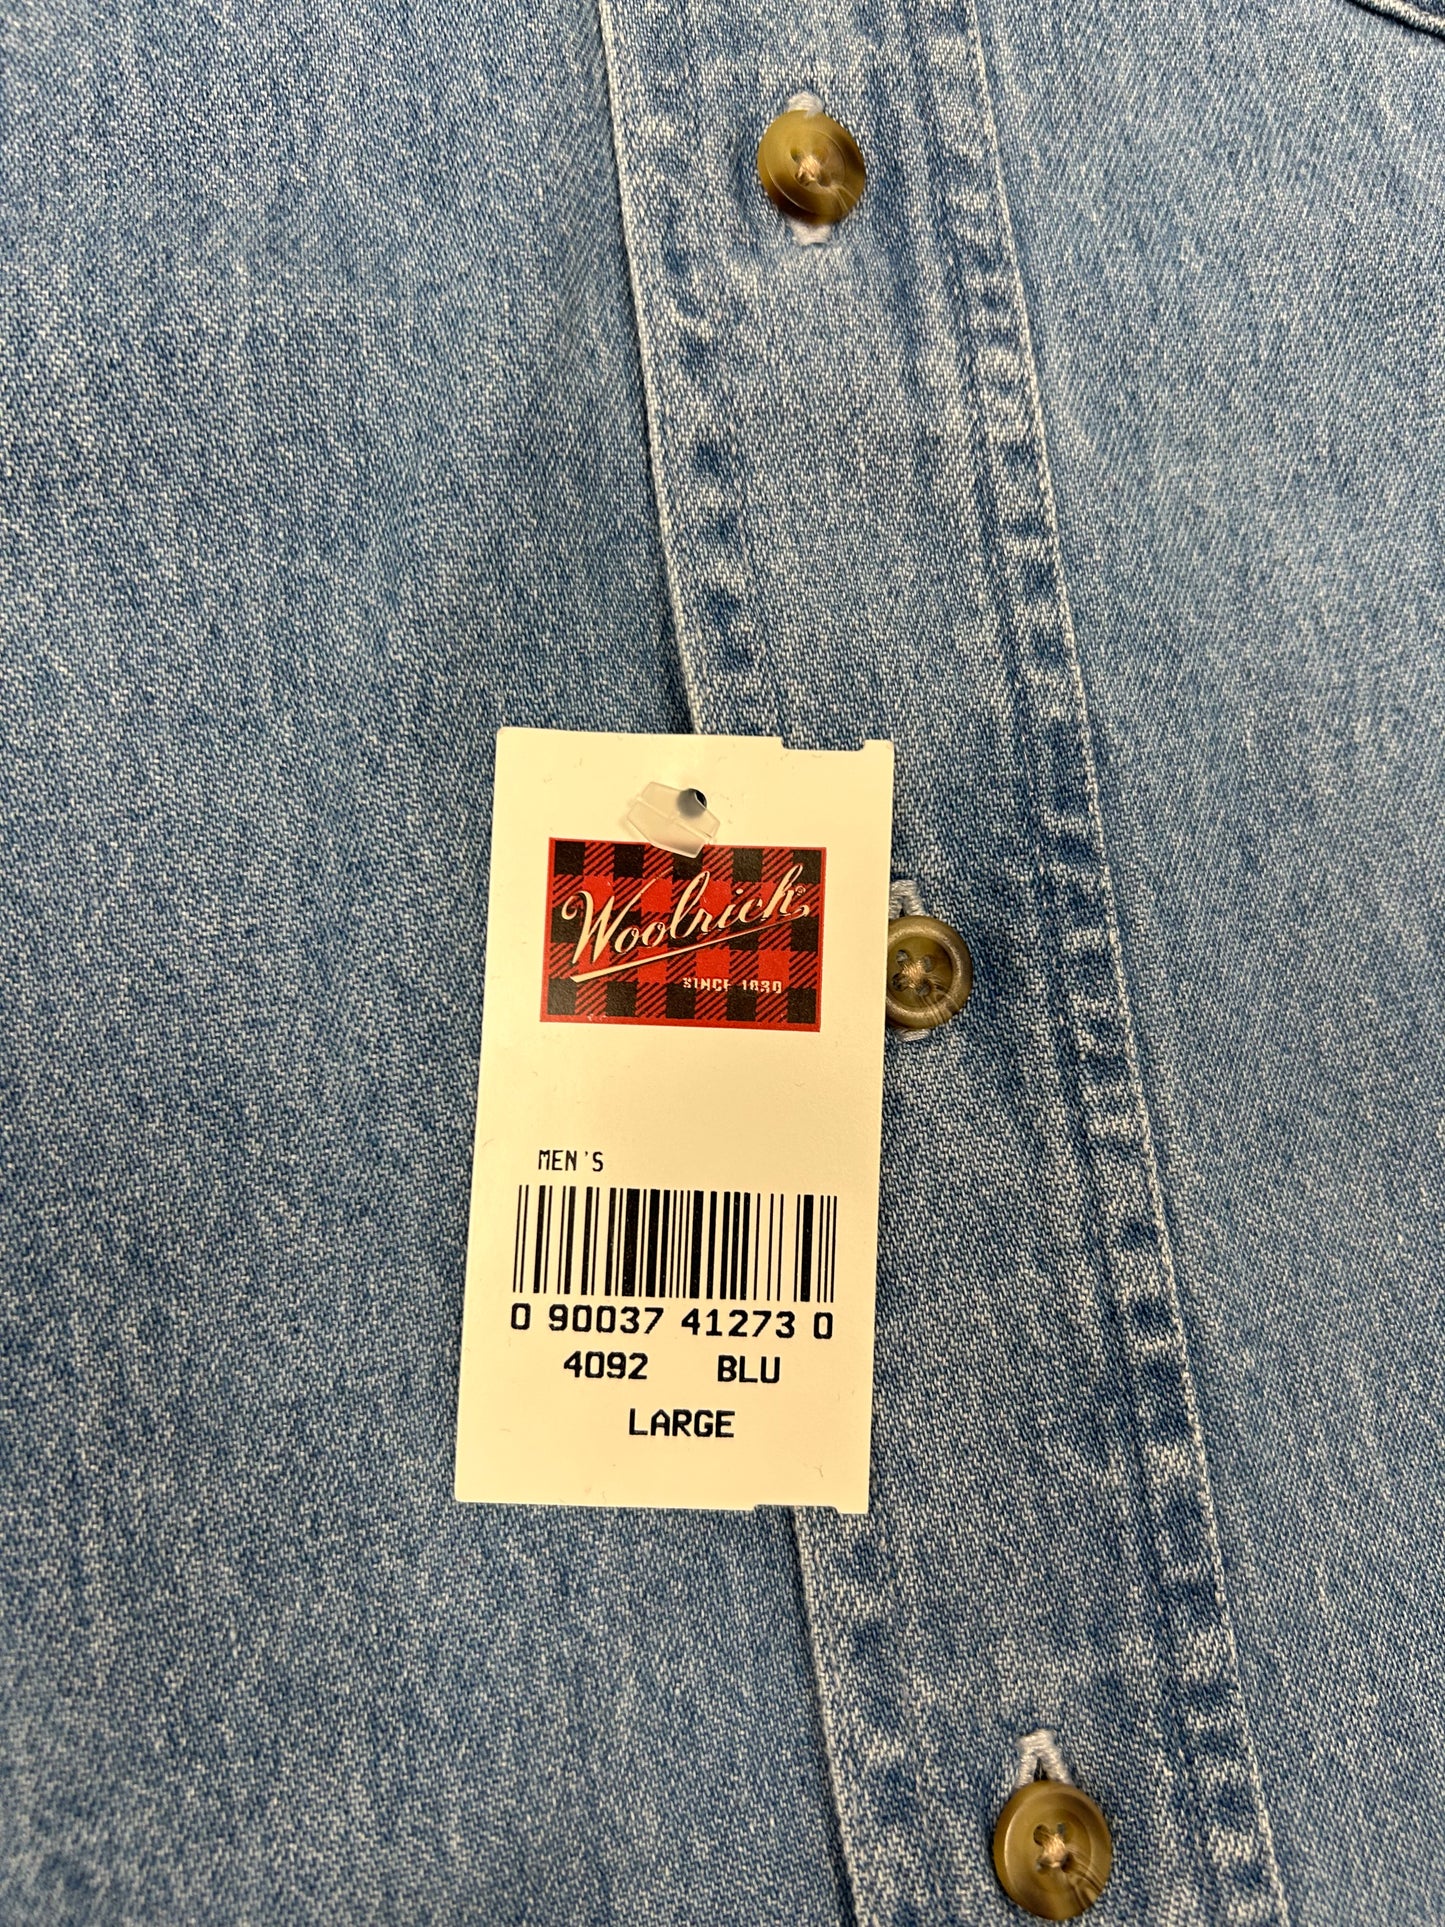 Woolrich®
SINCE 1830
MEN'S
0 90037 41273 0
4092 BLU
LARGE